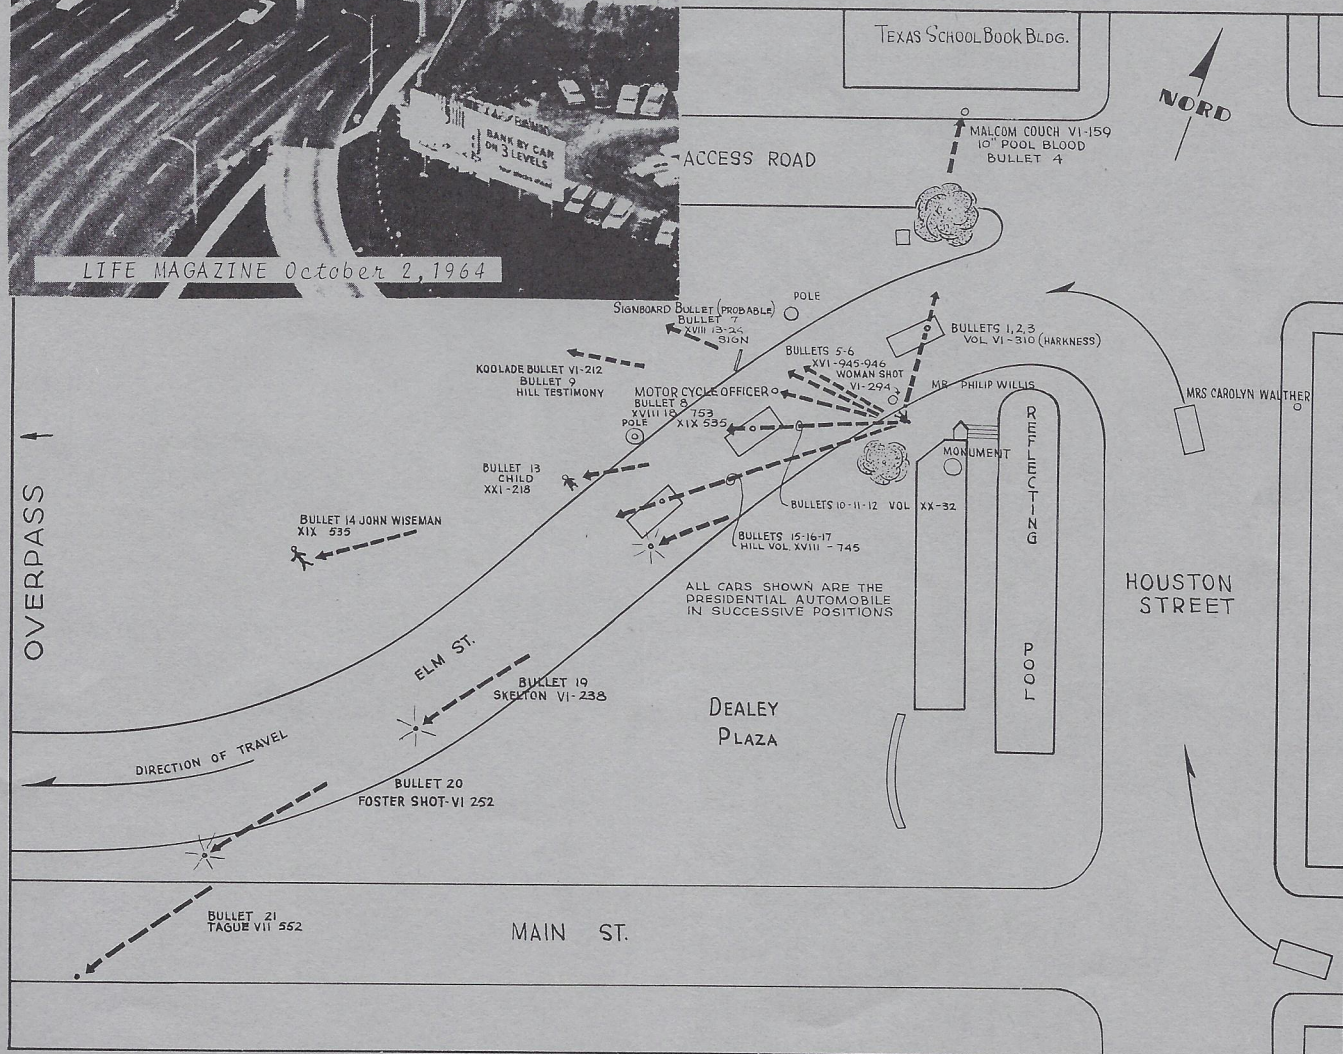 BANK BY CAR
ON 3 LEVELS
LIFE MAGAZINE October 2, 1964
TEXAS SCHOOL BOOK BLDG.
NORD
MALCOM COUCH VI-159
10" POOL BLOOD
BULLET 4
ACCESS ROAD
POLE
SIGNBOARD BULLET (PROBABLE)
BULLET 7
XVIII 13-24
SIGN
BULLETS 1,2,3
VOL VI-310 (HARKNESS)
KOOLADE BULLET VI-212
BULLET 9
HILL TESTIMONY
BULLETS 5-6
XVI-945-946
WOMAN SHOT
VI-294
MR. PHILIP WILLIS
MRS CAROLYN WALTHER
MOTOR CYCLE OFFICER
BULLET 8
XVIII 18 753
XIX 535
POLE
REFLECTING
POOL
MONUMENT
BULLET 13
CHILD
XXI-218
BULLETS 10-11-12 VOL XX-32
BULLET 14 JOHN WISEMAN
XIX 535
BULLETS 15-16-17
HILL VOL. XVIII - 745
OVERPASS
ALL CARS SHOWN ARE THE
PRESIDENTIAL AUTOMOBILE
IN SUCCESSIVE POSITIONS
HOUSTON
STREET
ELM ST.
BULLET 19
SKELTON VI-238
DEALEY
PLAZA
DIRECTION OF TRAVEL
BULLET 20
FOSTER SHOT-VI 252
BULLET 21
TAGUE VII 552
MAIN ST.